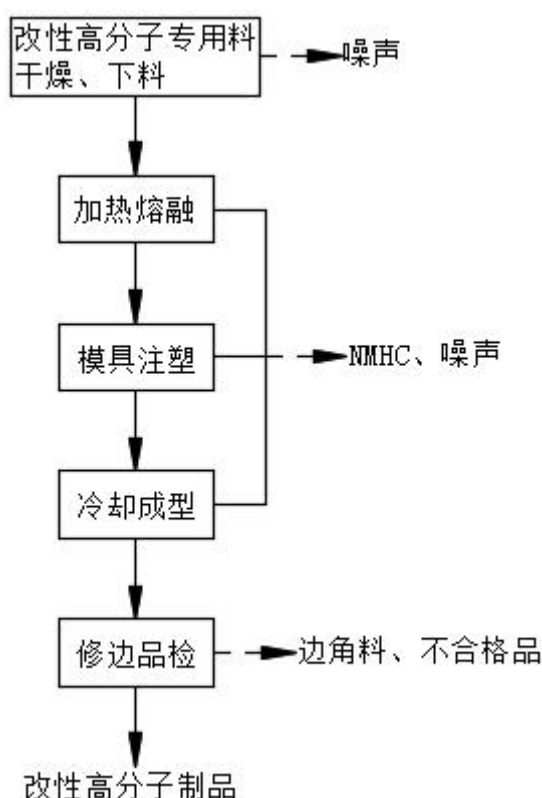 改性高分子专用料
干燥、下料
噪声
加热熔融
模具注塑
NMHC、噪声
冷却成型
修边品检
边角料、不合格品
改性高分子制品